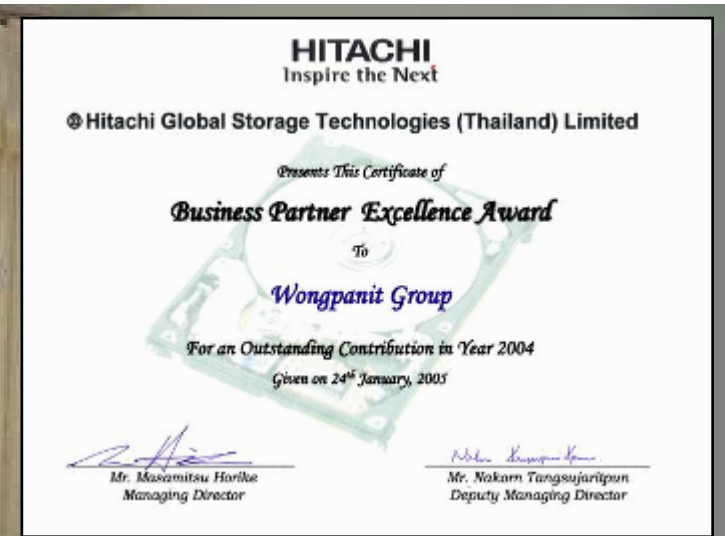 HITACHI
Inspire the Next
@Hitachi Global Storage Technologies (Thailand) Limited
Presents This Certificate of
Business Partner Excellence Award
To
Wongpanit Group
For an Outstanding Contribution in Year 2004
Given on 24th January, 2005
Mr. Masamitsu Horike
Managing Director
Mr. Nakorn Tangsujaritpun
Deputy Managing Director